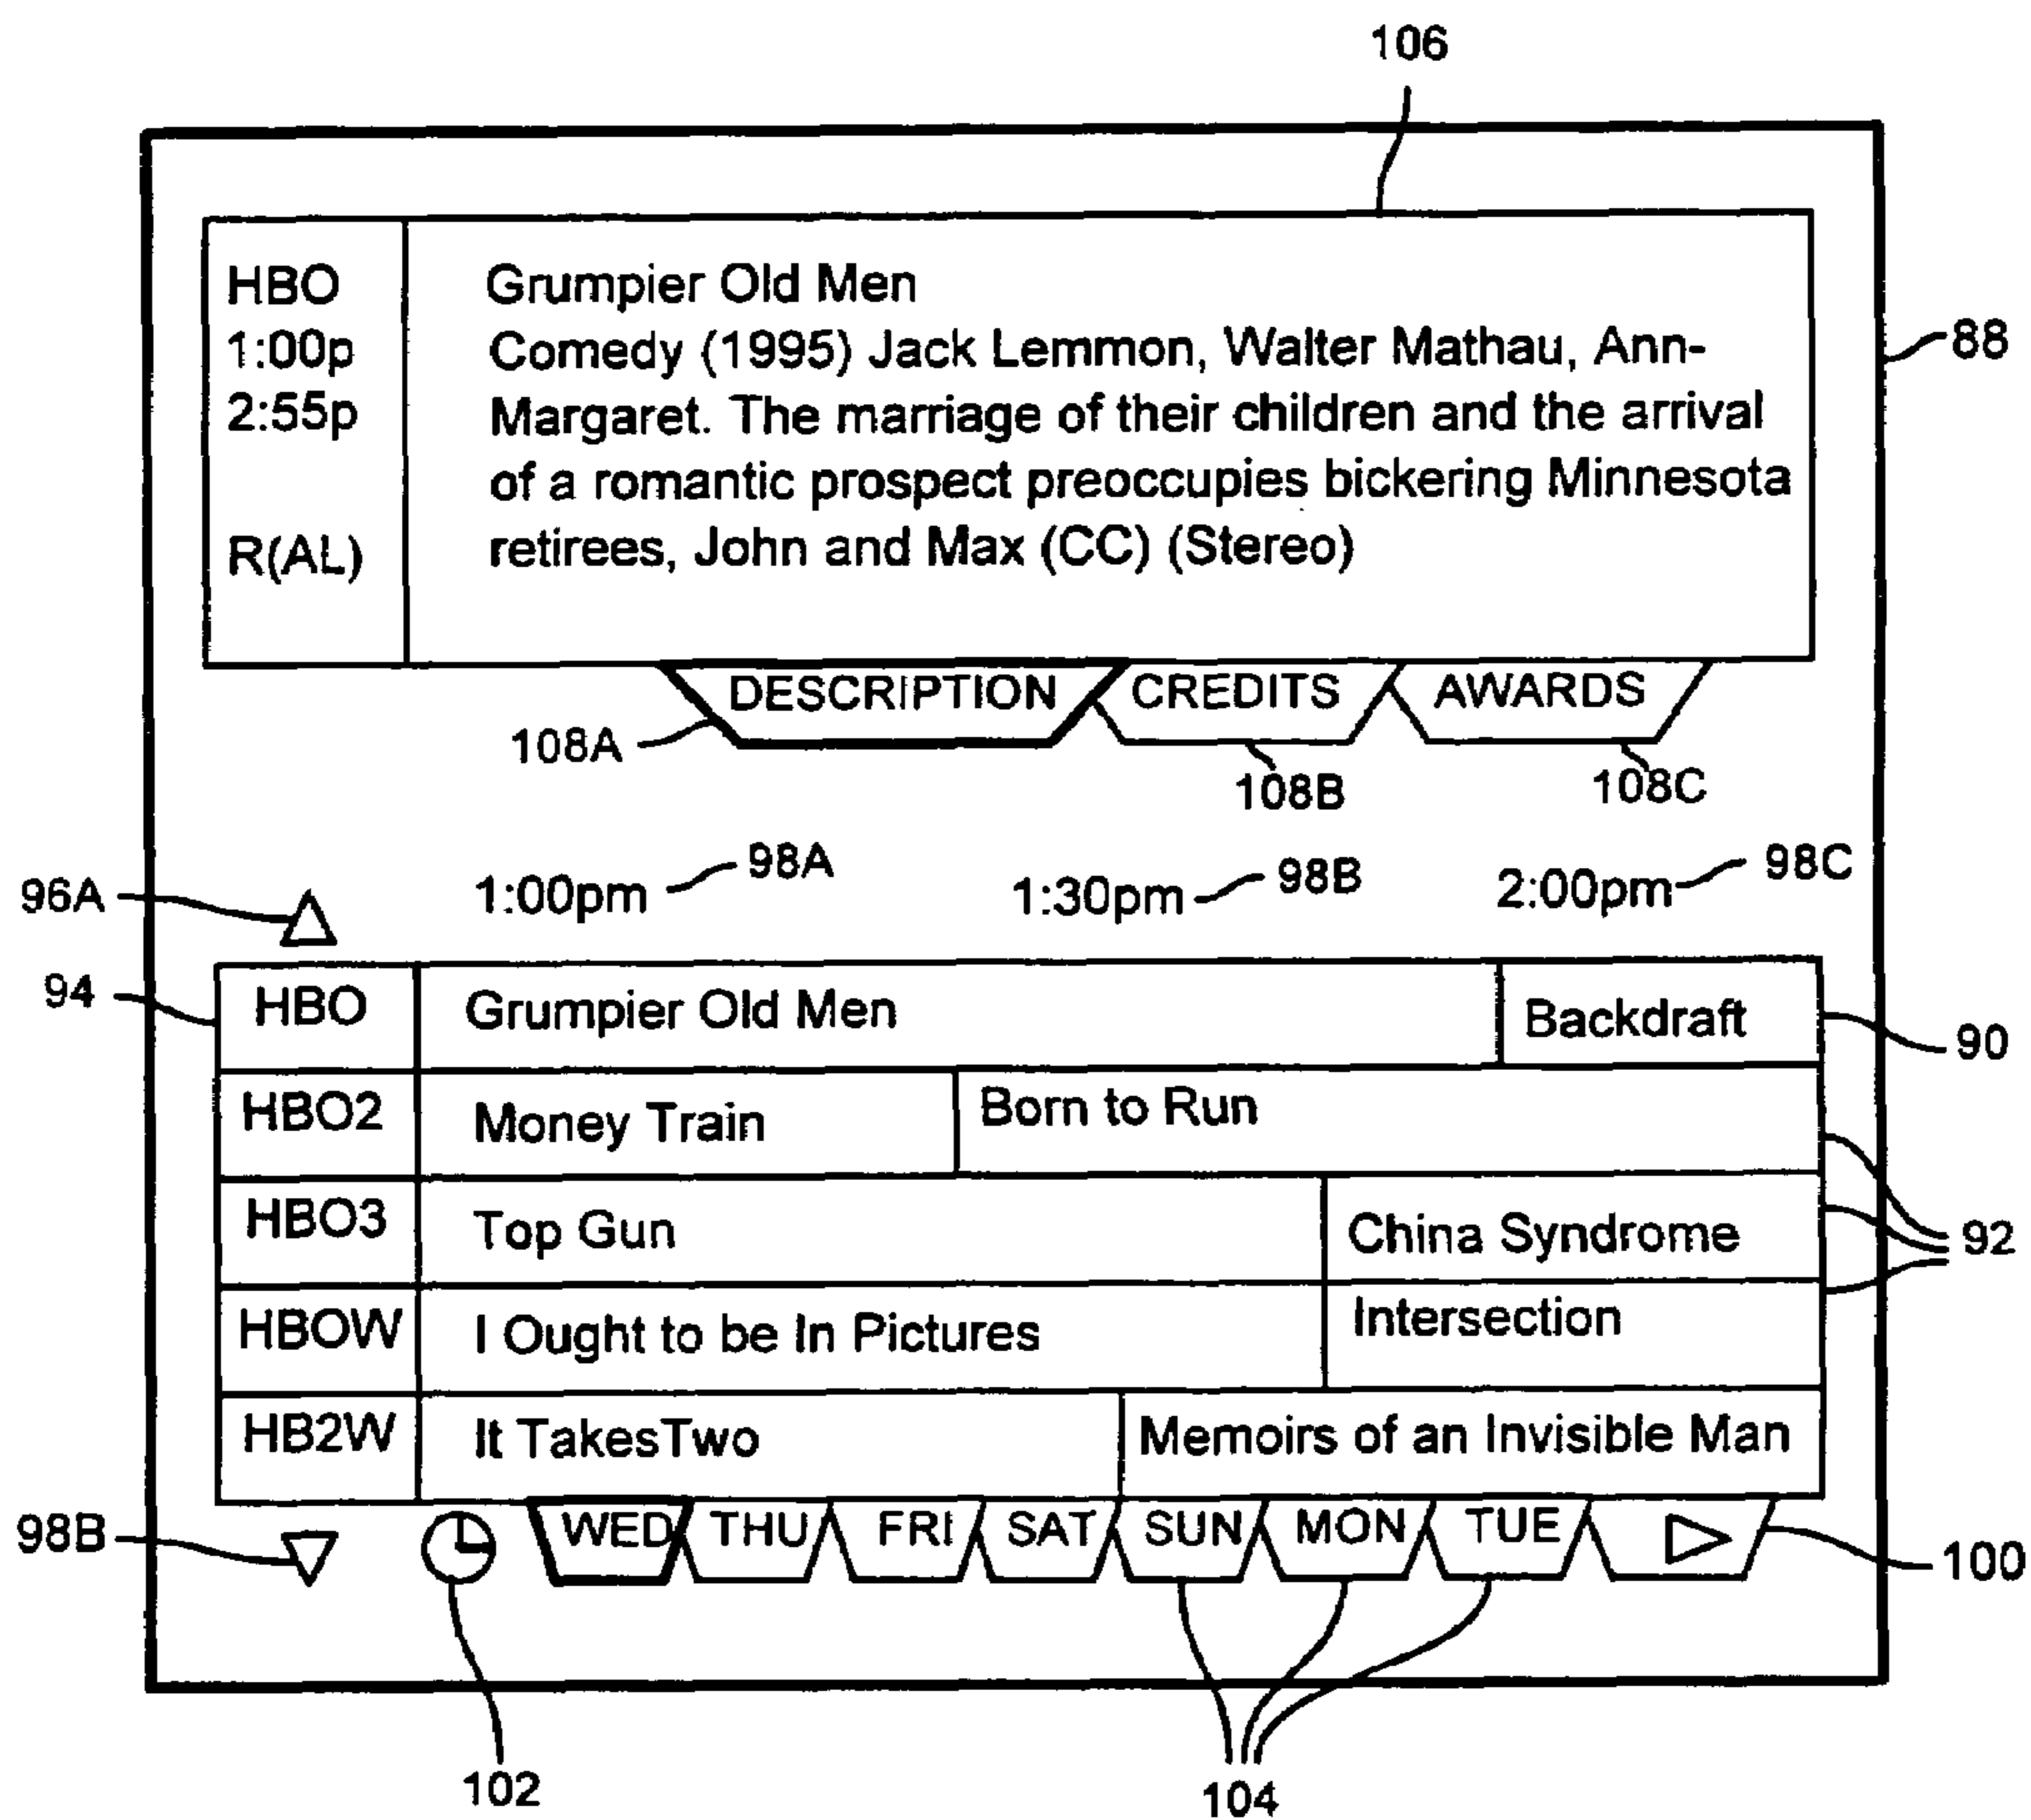 106
88
HBO
1:00p
2:55p
R(AL)
Grumpier Old Men
Comedy (1995) Jack Lemmon, Walter Mathau, Ann-
Margaret. The marriage of their children and the arrival
of a romantic prospect preoccupies bickering Minnesota
retirees, John and Max (CC) (Stereo)
DESCRIPTION CREDITS AWARDS
108A 108B 108C
96A 1:00pm 98A 1:30pm 98B 2:00pm 98C
94 HBO Grumpier Old Men Backdraft 90
HBO2 Money Train Born to Run
HBO3 Top Gun China Syndrome 92
HBOW I Ought to be In Pictures Intersection
HB2W It TakesTwo Memoirs of an Invisible Man
98B WED THU FRI SAT SUN MON TUE 100
102 104